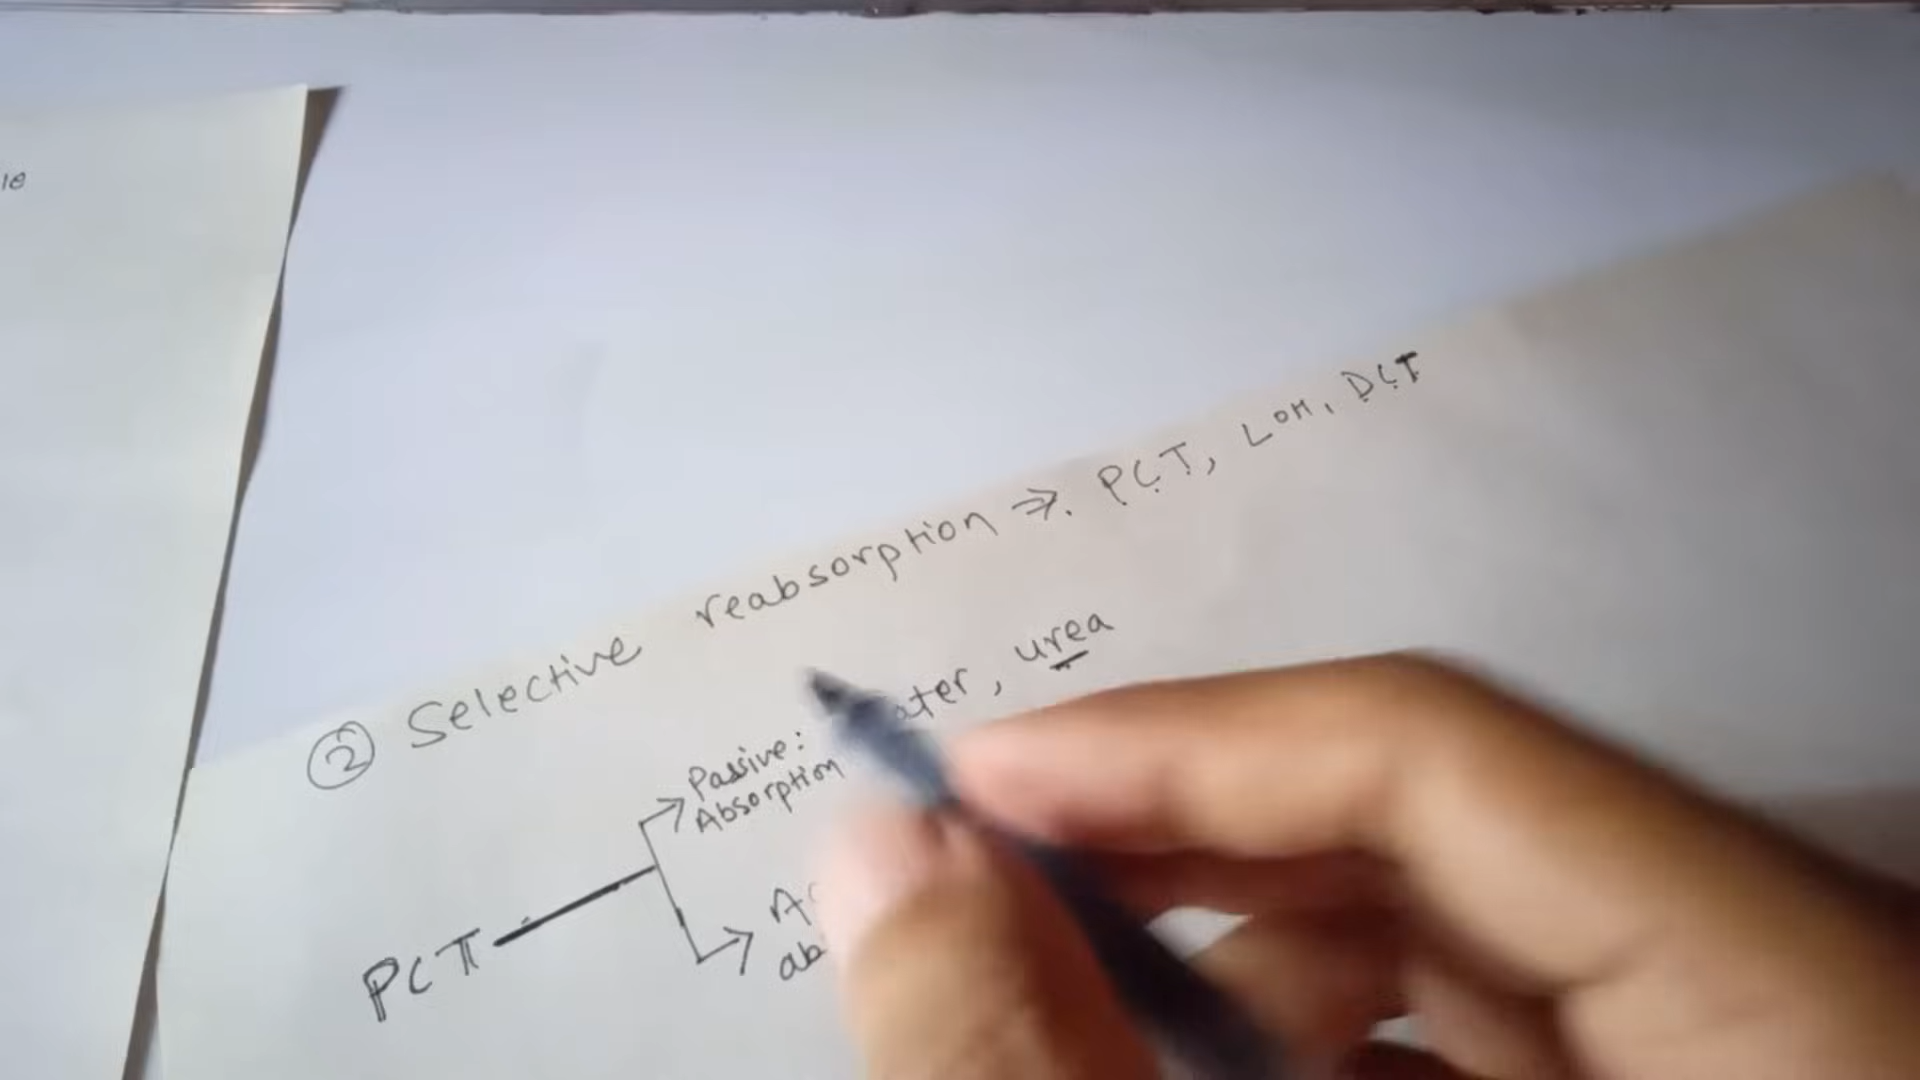 ② Selective reabsorption ⇒. PCT, LOH, DCT
Passive: urea
Absorption
PCT